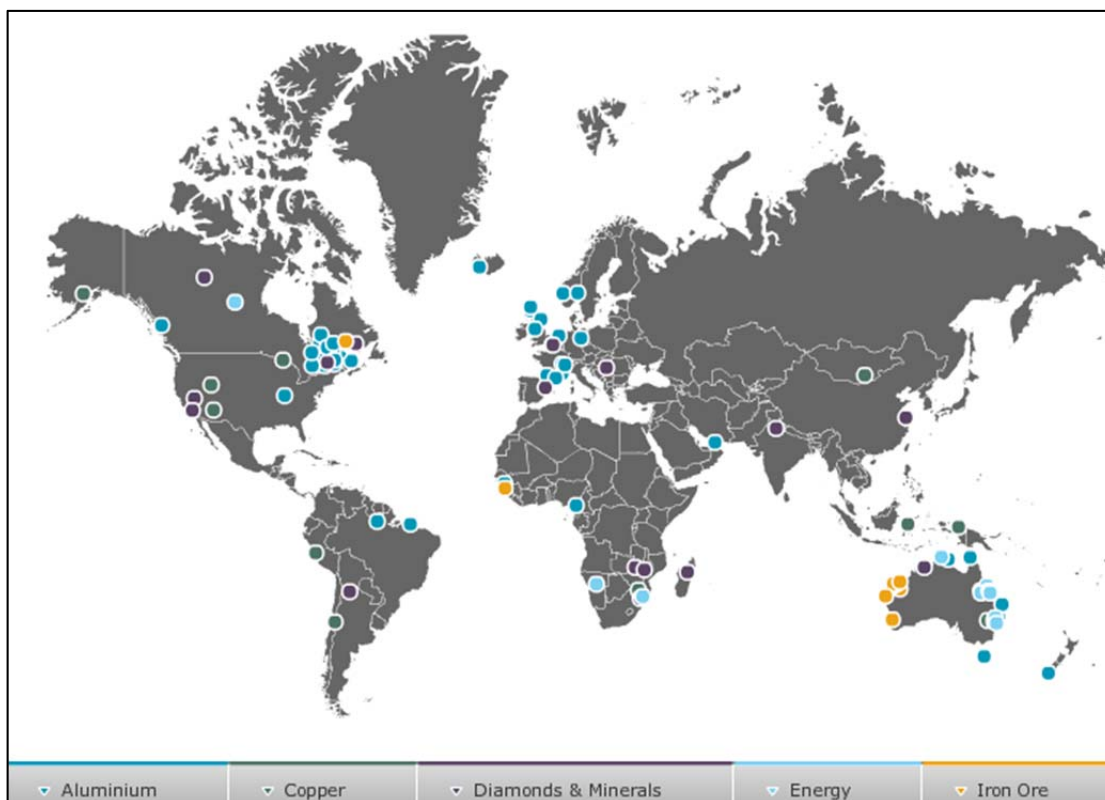 Aluminium
Copper
Diamonds & Minerals
Energy
Iron Ore